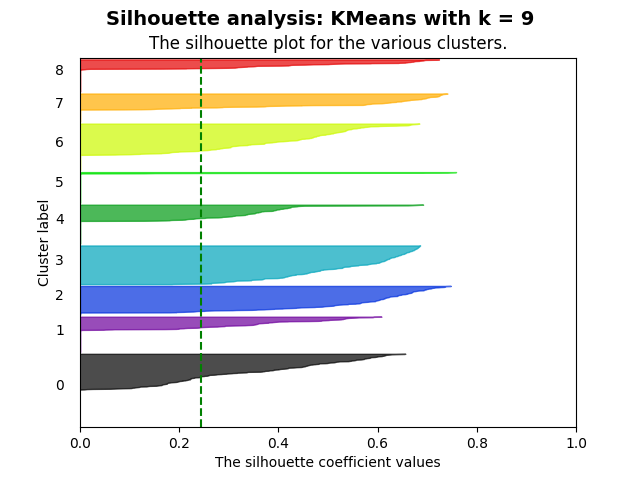 Silhouette analysis: KMeans with k = 9
The silhouette plot for the various clusters.
8
7
6
5
4
3
2
1
0
Cluster label
0.0 0.2 0.4 0.6 0.8 1.0
The silhouette coefficient values